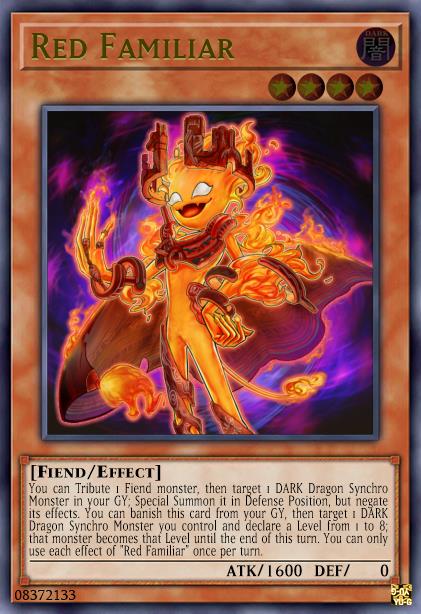 RED FAMILIAR
DARK
闇
[FIEND/EFFECT]
You can Tribute 1 Fiend monster, then target 1 DARK Dragon Synchro
Monster in your GY; Special Summon it in Defense Position, but negate
its effects. You can banish this card from your GY, then target 1 DARK
Dragon Synchro Monster you control and declare a Level from 1 to 8;
that monster becomes that Level until the end of this turn. You can only
use each effect of "Red Familiar" once per turn.
ATK/1600 DEF/ 0
08372133